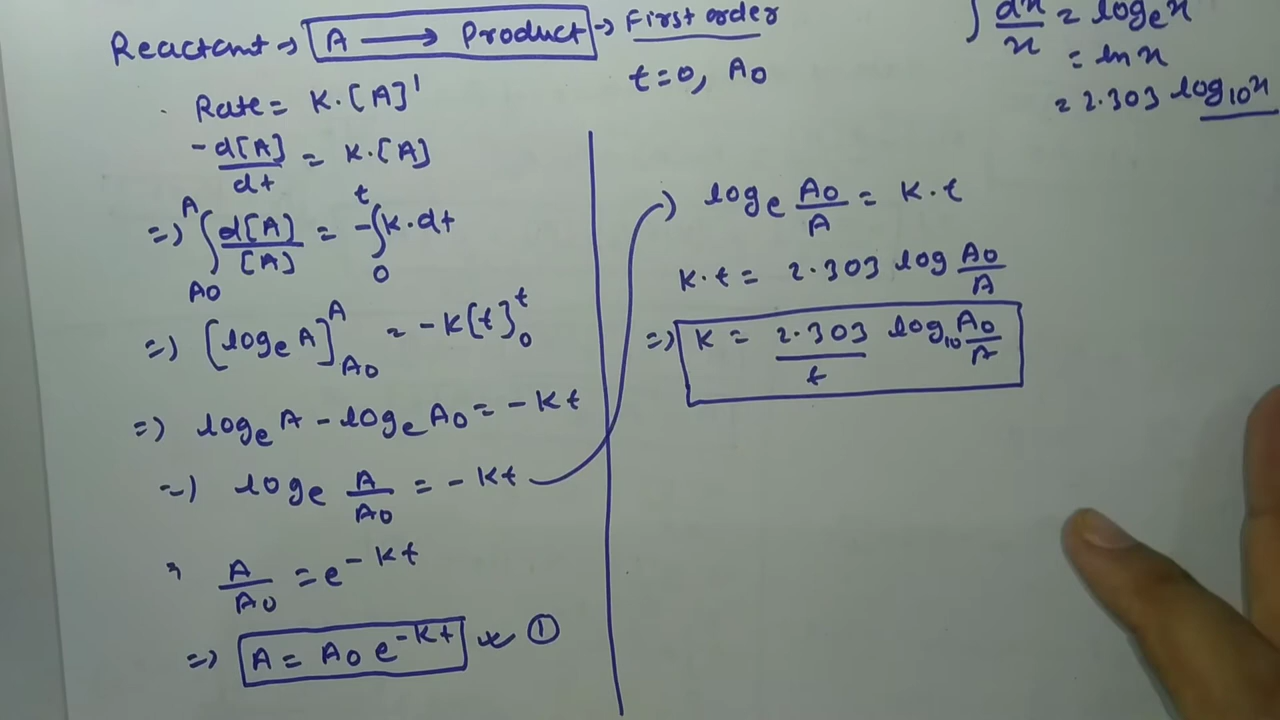 Reactant → A ⟶ Product → First order
t=0, A₀
Rate = K·[A]¹
-d[A]/dt = K·[A]
⇒ ∫_{A₀}^{A} d[A]/[A] = -∫_{0}^{t} K·dt
⇒ [logₑ A]_{A₀}^{A} = -K[t]_{0}^{t}
⇒ logₑ A - logₑ A₀ = -Kt
⇒ logₑ A/A₀ = -Kt
A/A₀ = e^{-Kt}
⇒ A = A₀ e^{-Kt} ①
⇒ logₑ A₀/A = K·t
K·t = 2.303 log A₀/A
⇒ K = 2.303/t log₁₀ A₀/A
∫ dx/x = logₑ x
= ln x
= 2.303 log₁₀ x